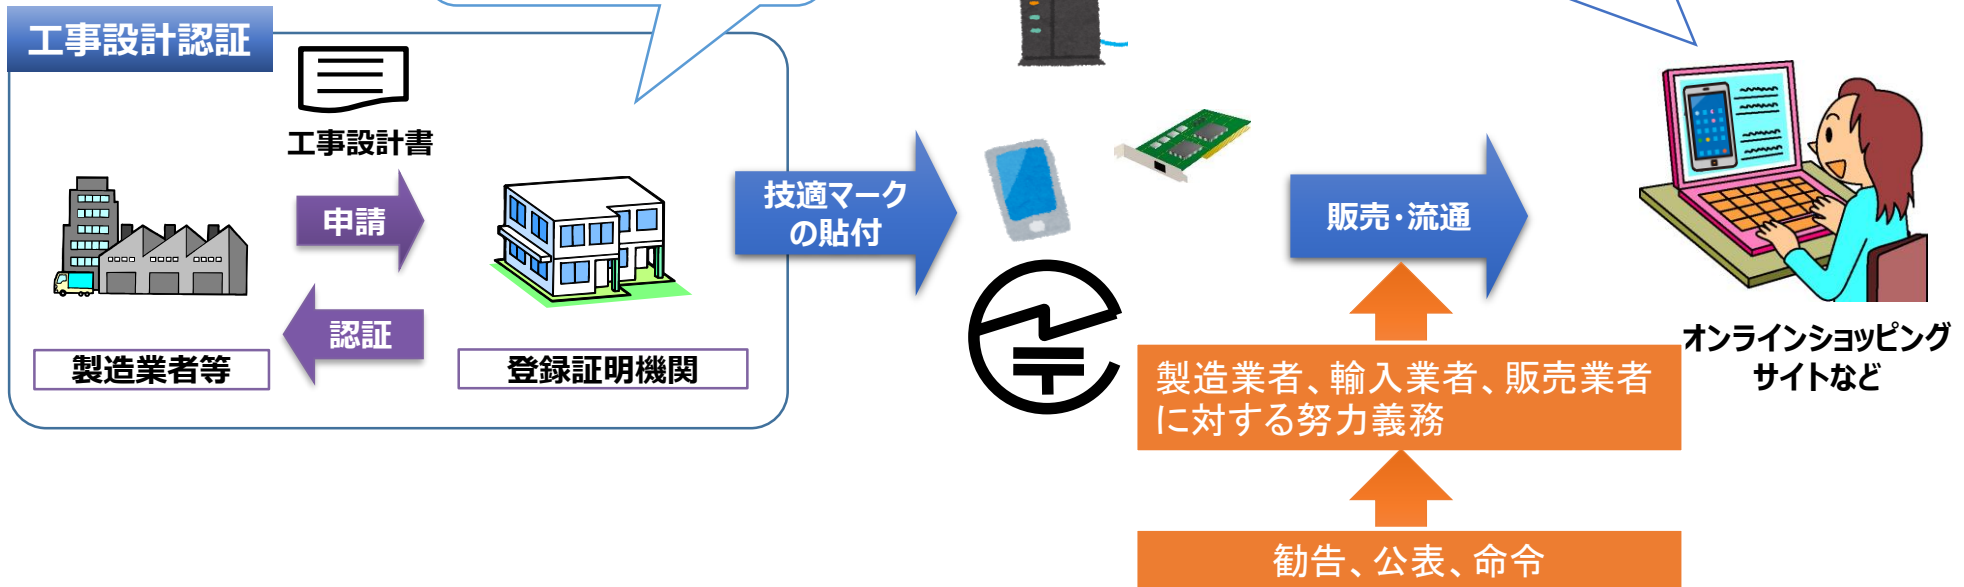 工事設計認証
工事設計書
申請
認証
製造業者等
登録証明機関
技適マーク
の貼付
販売・流通
オンラインショッピング
サイトなど
製造業者、輸入業者、販売業者
に対する努力義務
勧告、公表、命令